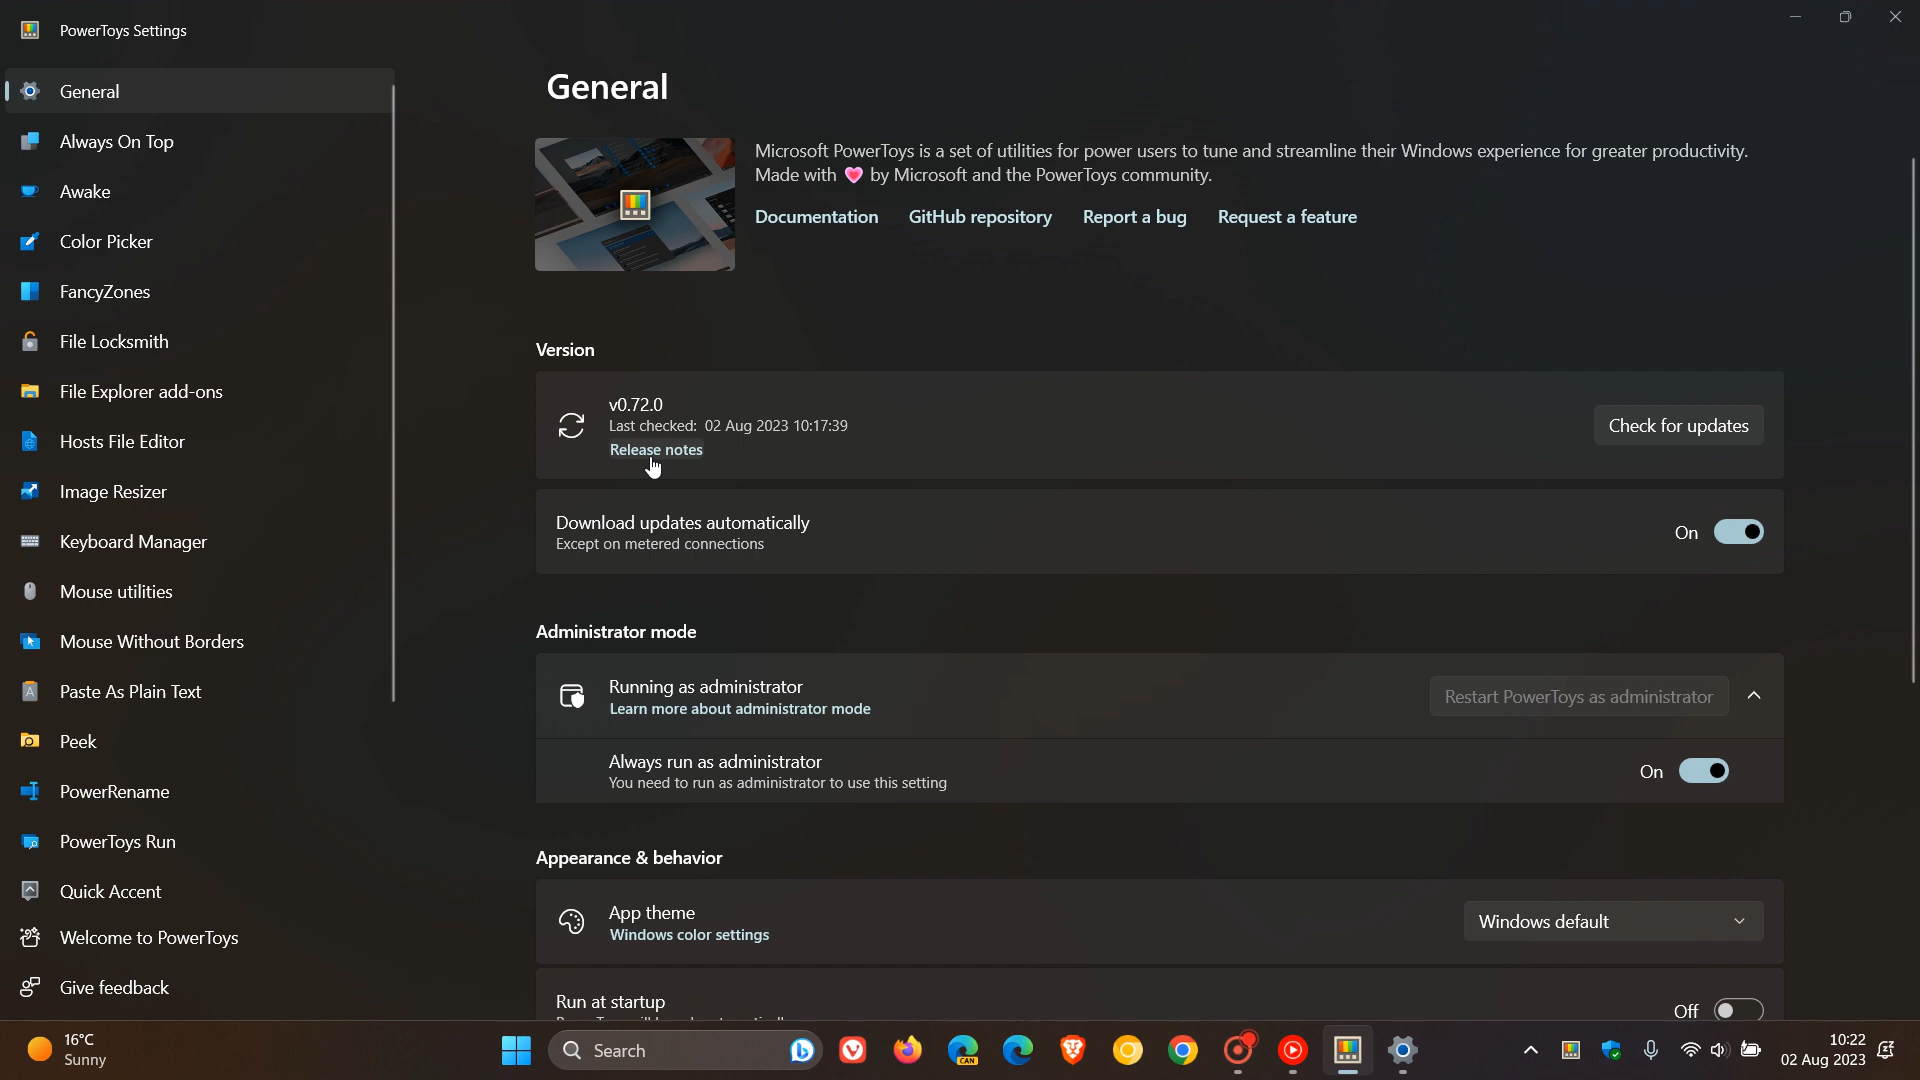 PowerToys Settings
General
Always On Top
Awake
Color Picker
FancyZones
File Locksmith
File Explorer add-ons
Hosts File Editor
Image Resizer
Keyboard Manager
Mouse utilities
Mouse Without Borders
Paste As Plain Text
Peek
PowerRename
PowerToys Run
Quick Accent
Welcome to PowerToys
Give feedback
General
Microsoft PowerToys is a set of utilities for power users to tune and streamline their Windows experience for greater productivity.
Made with 💗 by Microsoft and the PowerToys community.
Documentation GitHub repository Report a bug Request a feature
Version
v0.72.0
Last checked: 02 Aug 2023 10:17:39
Release notes
Check for updates
Download updates automatically
Except on metered connections
On
Administrator mode
Running as administrator
Learn more about administrator mode
Restart PowerToys as administrator
Always run as administrator
You need to run as administrator to use this setting
On
Appearance & behavior
App theme
Windows color settings
Windows default
Run at startup
Off
16°C
Sunny
Search
CAN
10:22
02 Aug 2023